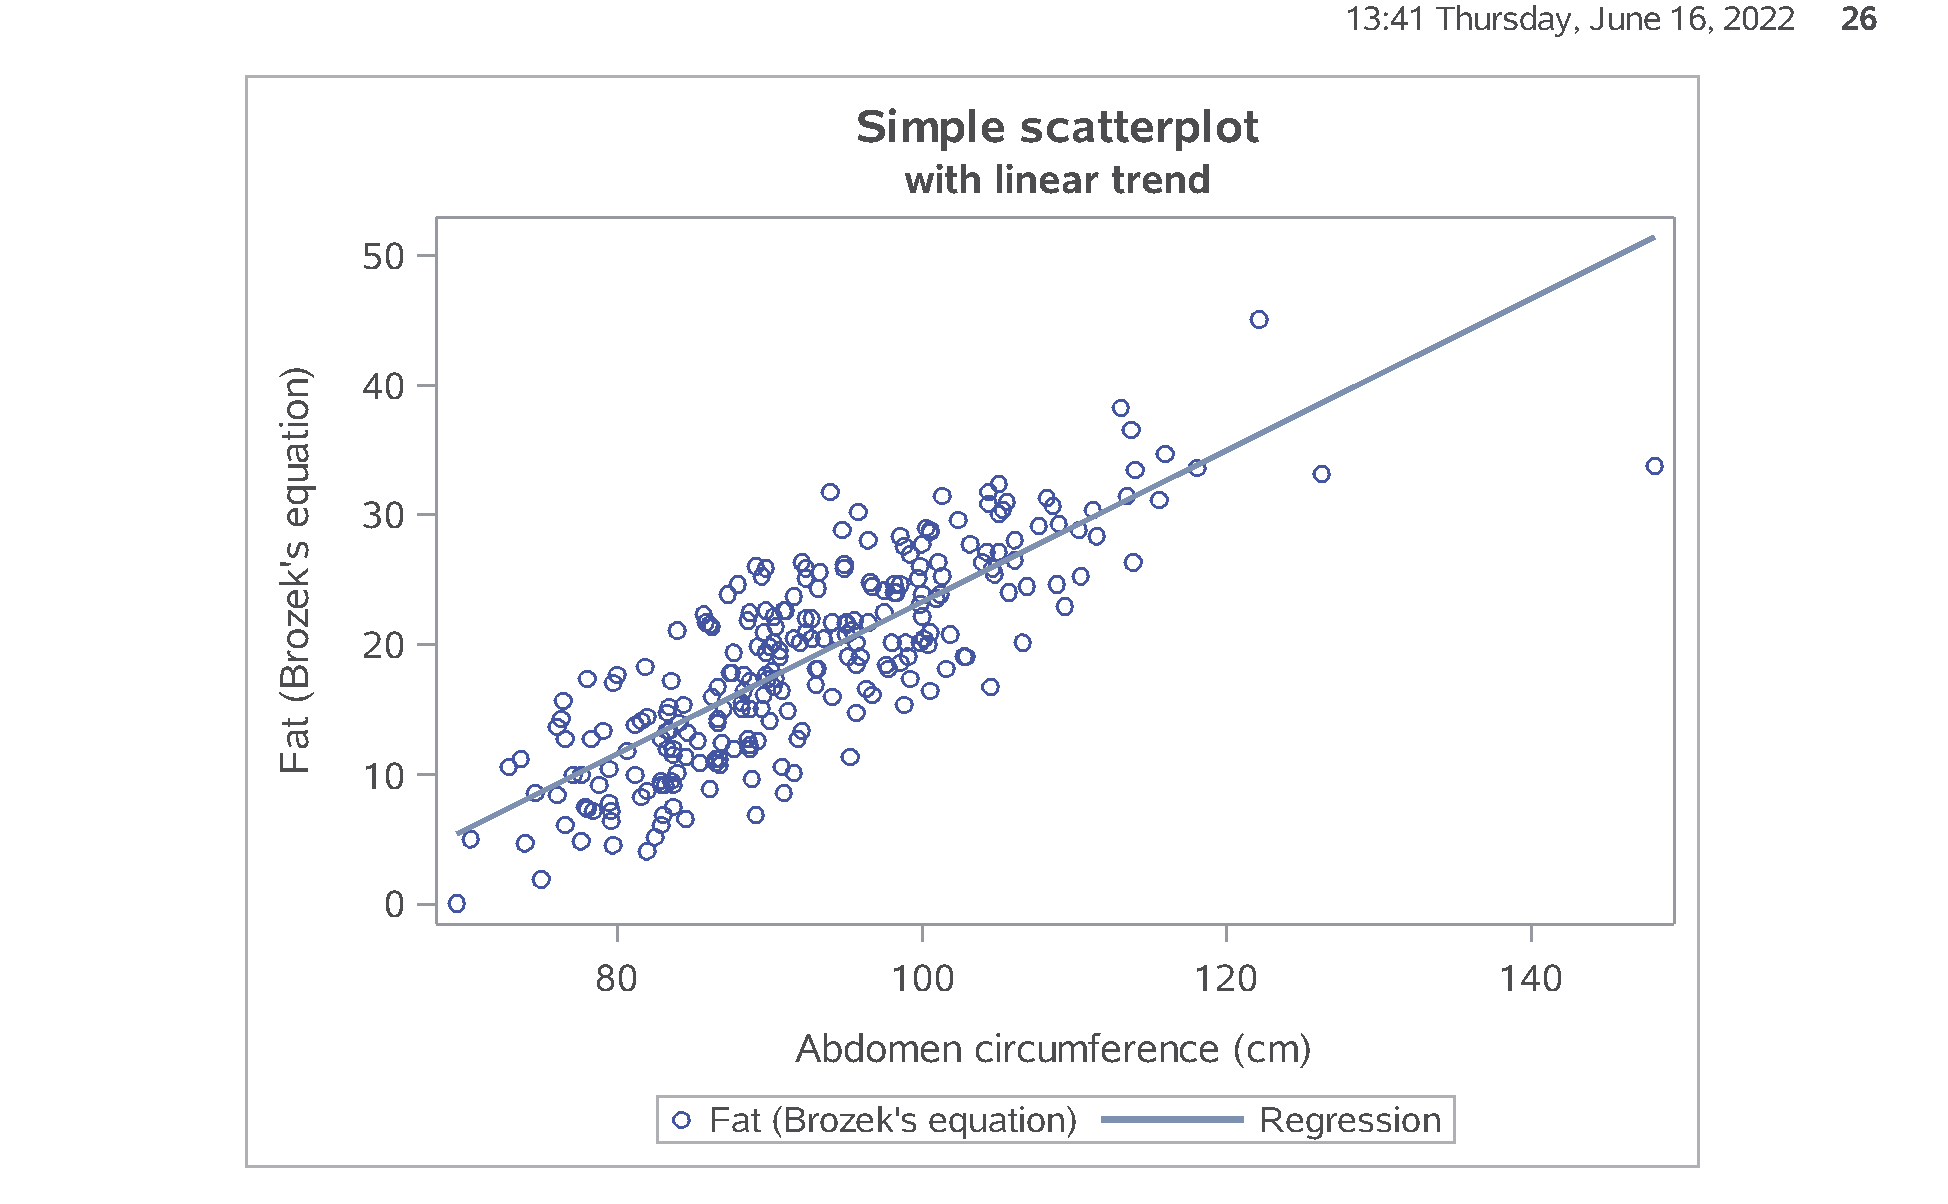 13:41 Thursday, June 16, 2022 26
Simple scatterplot
with linear trend
Fat (Brozek's equation)
50
40
30
20
10
0
80 100 120 140
Abdomen circumference (cm)
Fat (Brozek's equation) Regression